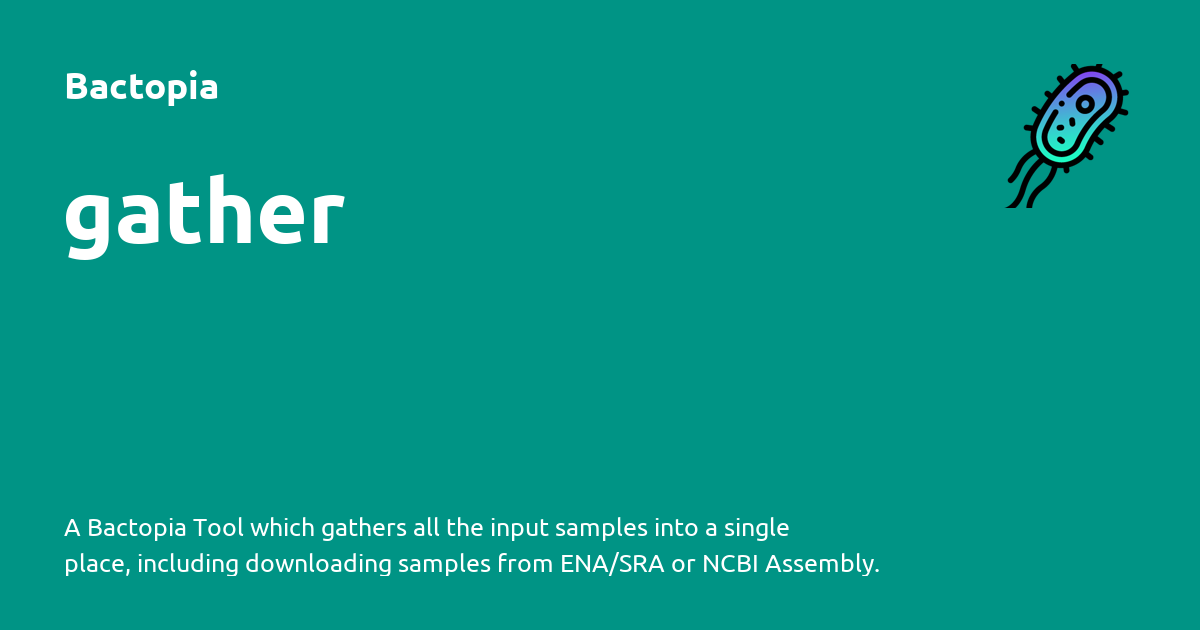 Bactopia
gather
A Bactopia Tool which gathers all the input samples into a single
place, including downloading samples from ENA/SRA or NCBI Assembly.